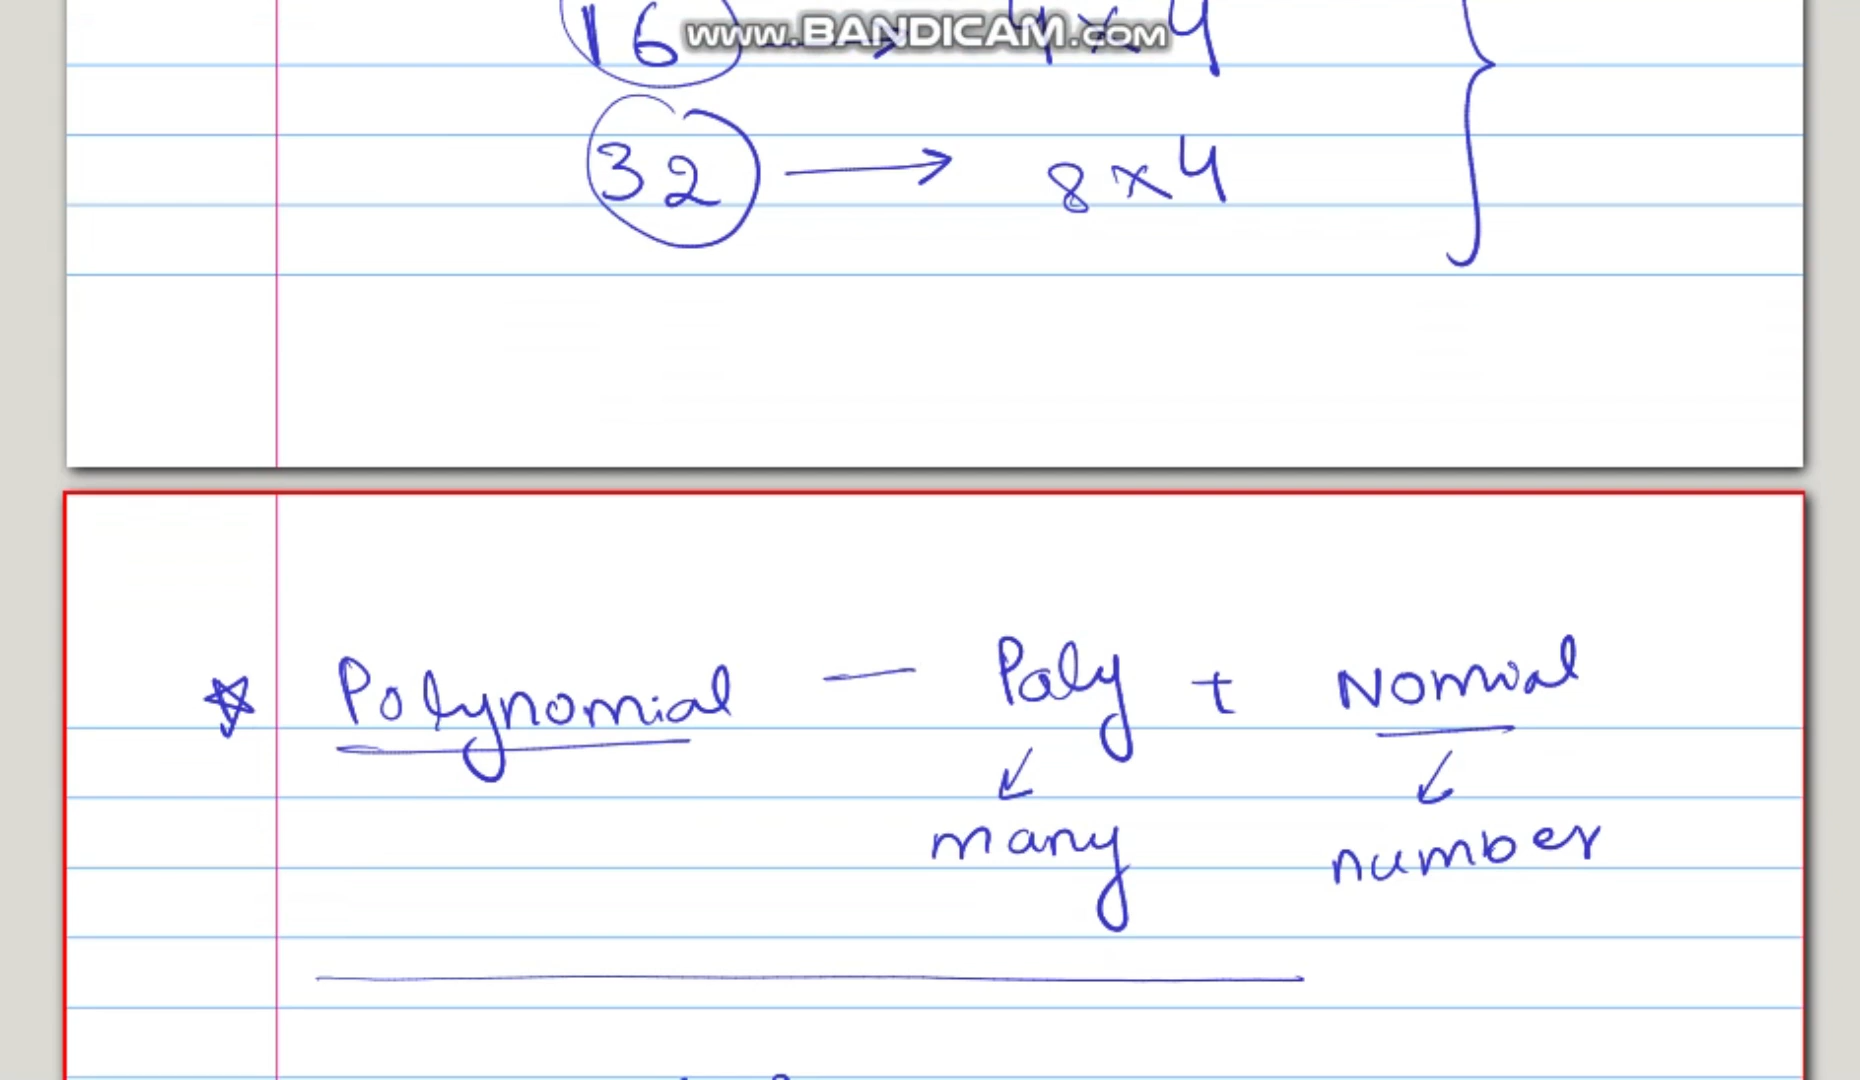 www.BANDICAM.com
16 → 4 × 4
32 → 8 × 4
☆ Polynomial — Poly + Nomial
↙ ↙
many number